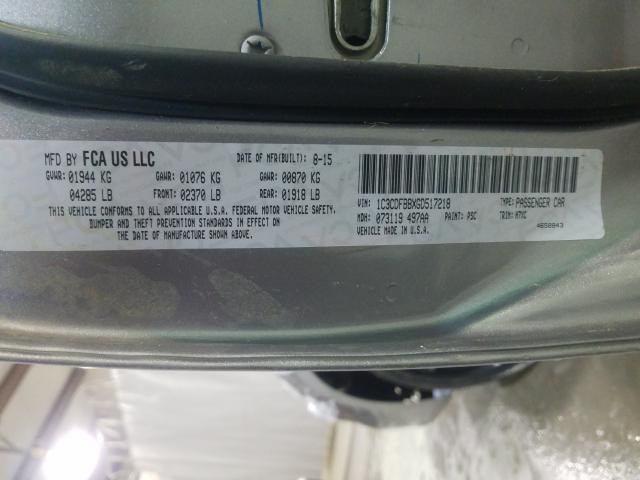 MFD BY FCA US LLC DATE OF MFR(BUILT): 8-15
GVWR: 01944 KG GAWR: 01076 KG GAWR: 00870 KG
04285 LB FRONT: 02370 LB REAR: 01918 LB
THIS VEHICLE CONFORMS TO ALL APPLICABLE U.S.A. FEDERAL MOTOR VEHICLE SAFETY,
BUMPER AND THEFT PREVENTION STANDARDS IN EFFECT ON
THE DATE OF MANUFACTURE SHOWN ABOVE.
VIN: 1C3CDFBBXGD517218 TYPE: PASSENGER CAR
MDH: 073119 497AA PAINT: PSC TRIM: H7XC
VEHICLE MADE IN U.S.A. 4658843